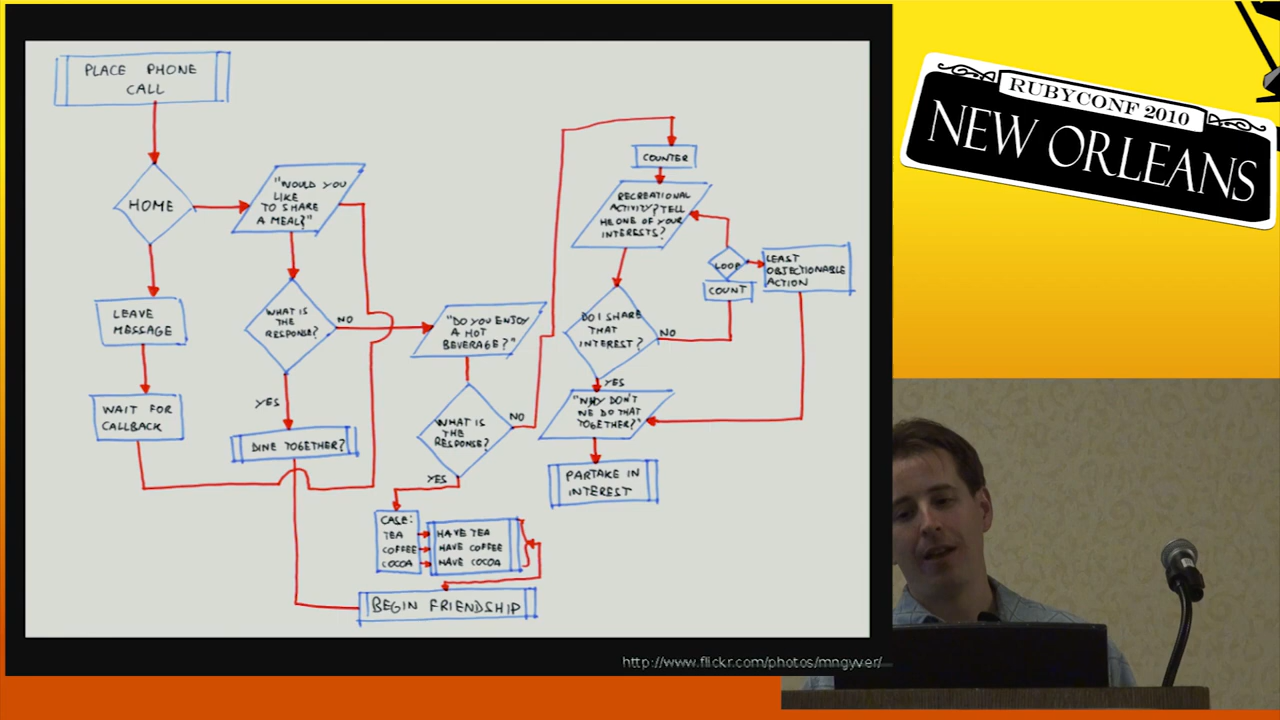 PLACE PHONE
CALL
HOME
"WOULD YOU
LIKE
TO SHARE
A MEAL?"
LEAVE
MESSAGE
WAIT FOR
CALLBACK
WHAT IS
THE
RESPONSE?
NO
YES
DINE TOGETHER?
"DO YOU ENJOY
A HOT
BEVERAGE?"
WHAT IS
THE
RESPONSE?
NO
YES
CASE:
TEA
COFFEE
COCOA
HAVE TEA
HAVE COFFEE
HAVE COCOA
BEGIN FRIENDSHIP
COUNTER
RECREATIONAL
ACTIVITY? TELL
ME ONE OF YOUR
INTERESTS?
LOOP
COUNT
LEAST
OBJECTIONABLE
ACTION
DO I SHARE
THAT
INTEREST?
NO
YES
"WHY DON'T
WE DO THAT
TOGETHER?"
PARTAKE IN
INTEREST
http://www.flickr.com/photos/mngyver/
RUBYCONF 2010
NEW ORLEANS